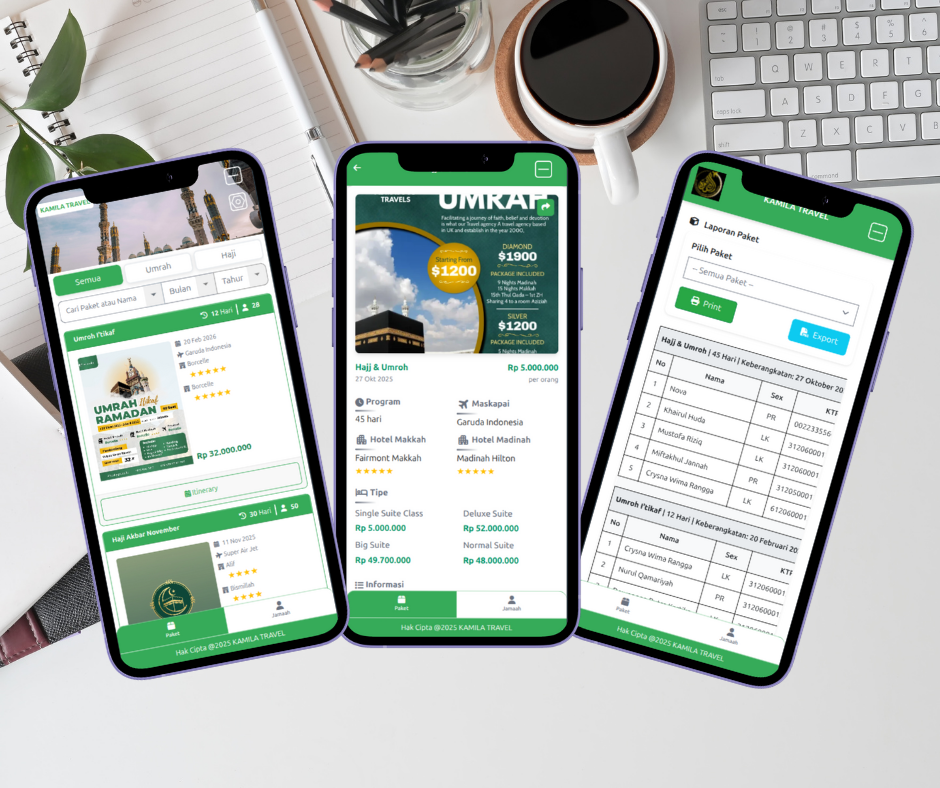 KAMILA TRAVEL
Semua
Umrah
Haji
Cari Paket atau Nama
Bulan
Tahur
Umroh I'tikaf
12 Hari | 28
20 Feb 2026
Garuda Indonesia
Borcelle
Borcelle
UMRAH Itikaf
RAMADAN
Rp 32.000.000
Itinerary
Haji Akbar November
30 Hari | 50
11 Nov 2025
Super Air Jet
Alif
Bismillah
Paket
Jamaah
Hak Cipta @2025 KAMILA TRAVEL
TRAVELS
UMRAH
Facilitating a journey of faith, belief and devotion
is what our Travel agency A travel agency based
in UK and establish in the year 2000.
Starting From
$1200
DIAMOND
$1900
PACKAGE INCLUDED
9 Nights Madinah
15 Nights Makkah
15th Thul Qada – 1st ZH
Sharing 4 to a room Azizah
SILVER
$1200
PACKAGE INCLUDED
5 Nights Madinah
Hajj & Umroh
Rp 5.000.000
27 Okt 2025
per orang
Program
Maskapai
45 hari
Garuda Indonesia
Hotel Makkah
Hotel Madinah
Fairmont Makkah
Madinah Hilton
Tipe
Single Suite Class
Deluxe Suite
Rp 5.000.000
Rp 52.000.000
Big Suite
Normal Suite
Rp 49.700.000
Rp 48.000.000
Informasi
Paket
Jamaah
Hak Cipta @2025 KAMILA TRAVEL
KAMILA TRAVEL
Laporan Paket
Pilih Paket
-- Semua Paket --
Print
Export
Hajj & Umroh | 45 Hari | Keberangkatan: 27 Oktober 20
No Nama Sex KTP
1 Nova PR 002233556
2 Khairul Huda LK 312060001
3 Mustofa Riziq LK 312060001
4 Miftakhul Jannah PR 312050001
5 Crysna Wima Rangga LK 612060001
Umroh I'tikaf | 12 Hari | Keberangkatan: 20 Februari 20
No Nama Sex KTP
1 Crysna Wima Rangga LK 312060001
2 Nurul Qamariyah PR 312060001
Paket
Jamaah
Hak Cipta @2025 KAMILA TRAVEL
tab
caps lock
shift
command
Q W E R T
A S D F G
Z X C V B